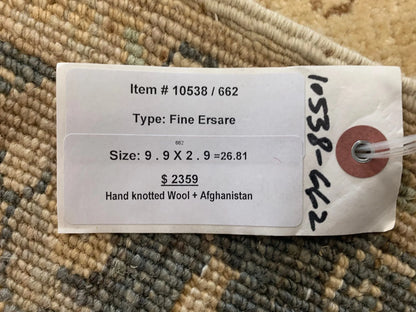 Item # 10538 / 662
Type: Fine Ersare
662
Size: 9 . 9 X 2 . 9 =26.81
$ 2359
Hand knotted Wool + Afghanistan
10538-662